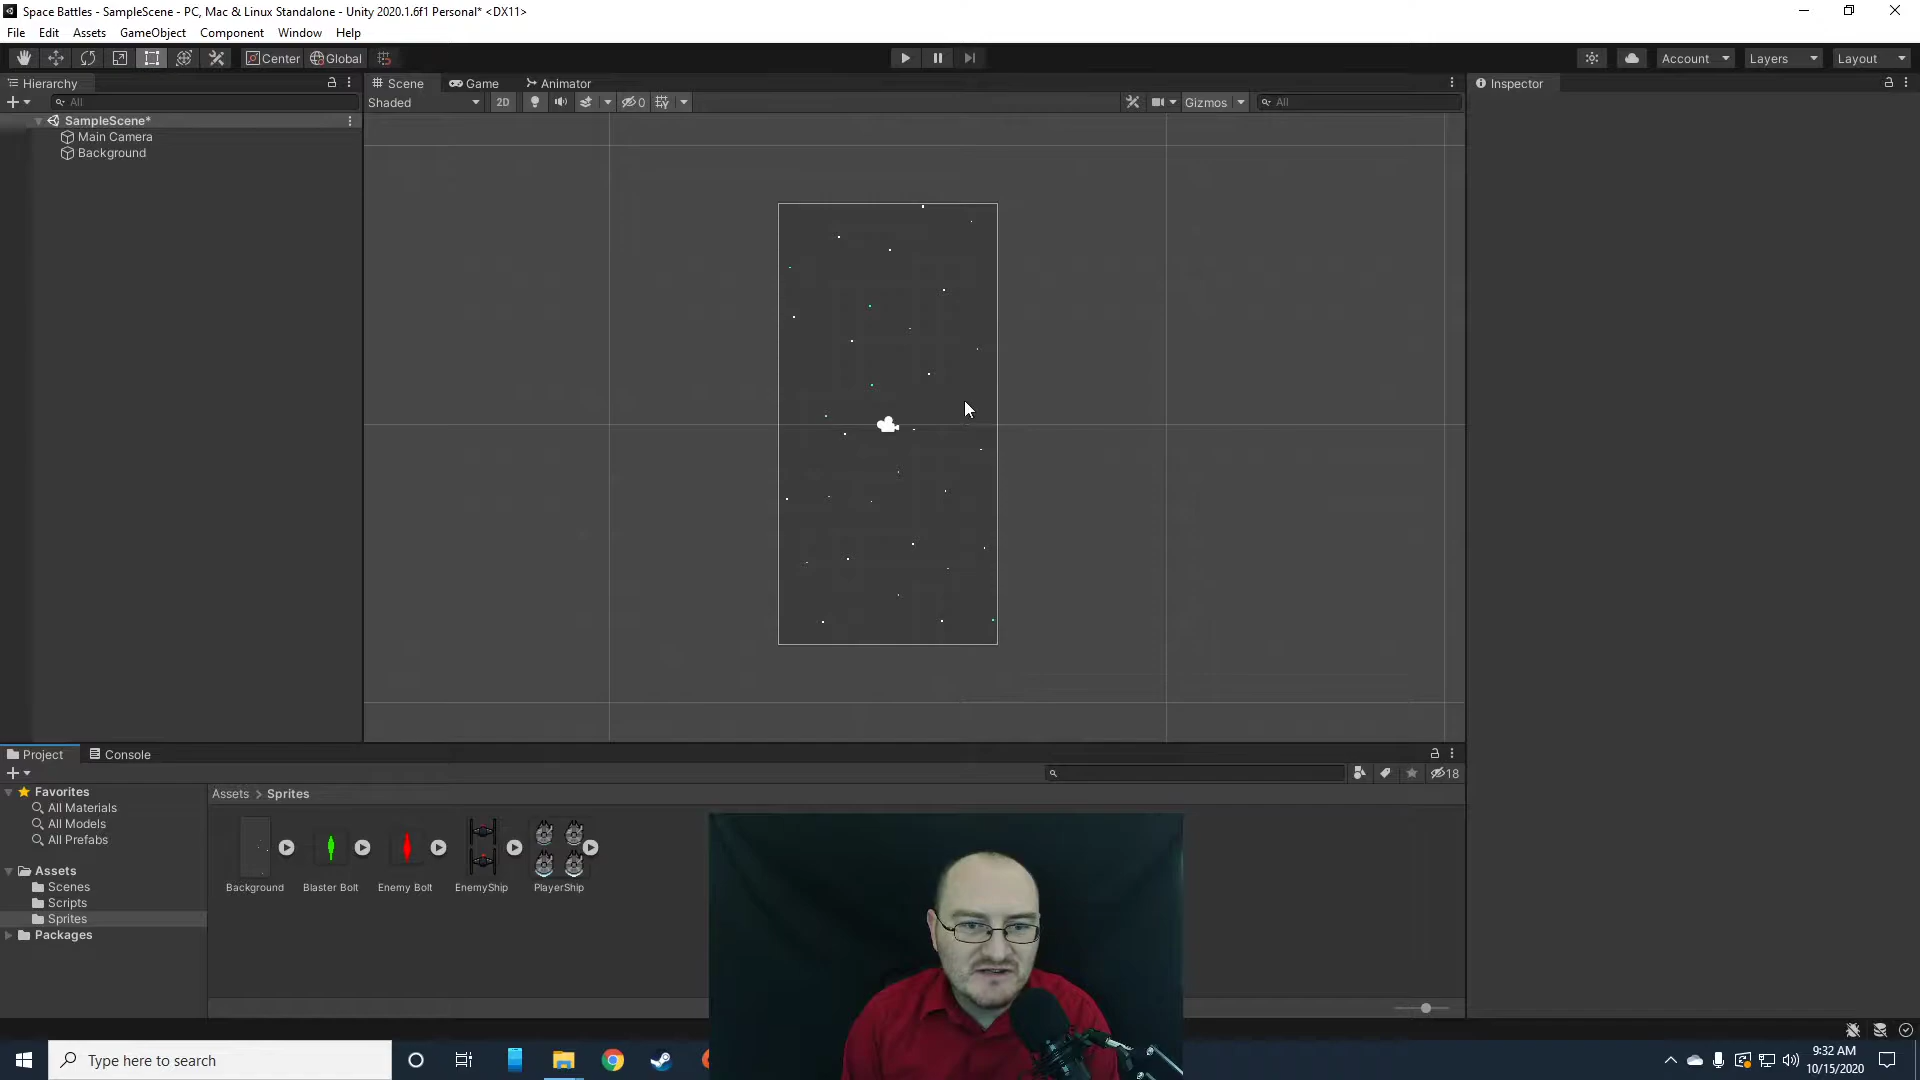 Space Battles - SampleScene - PC, Mac & Linux Standalone - Unity 2020.1.6f1 Personal* <DX11>
File Edit Assets GameObject Component Window Help
Center Global Account Layers Layout
Hierarchy Scene Game Animator Inspector
All Shaded 2D 0 Gizmos All
SampleScene*
Main Camera
Background
Project Console
18
Favorites Assets > Sprites
All Materials
All Models
All Prefabs
Assets Background Blaster Bolt Enemy Bolt EnemyShip PlayerShip
Scenes
Scripts
Sprites
Packages
Type here to search
9:32 AM
10/15/2020